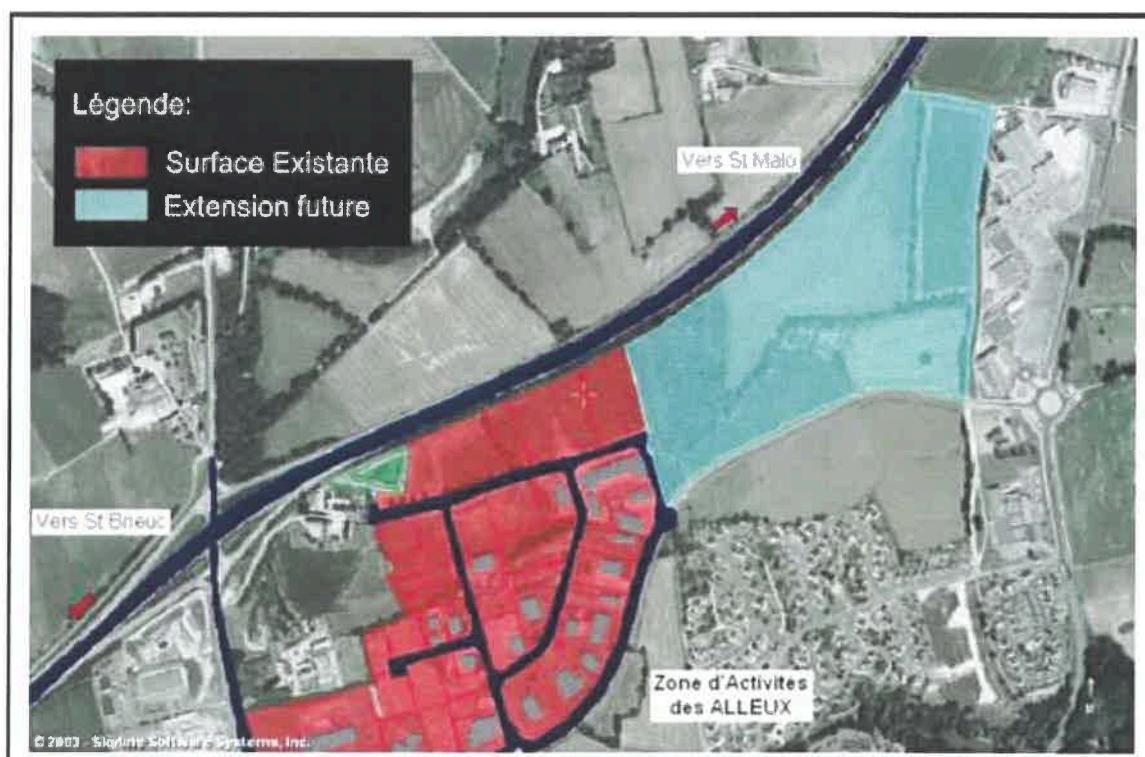 Légende:
Surface Existante
Extension future
Vers St Malo
Vers St Brieuc
Zone d'Activites
des ALLEUX
© 2003 - Skyline Software Systems, Inc.